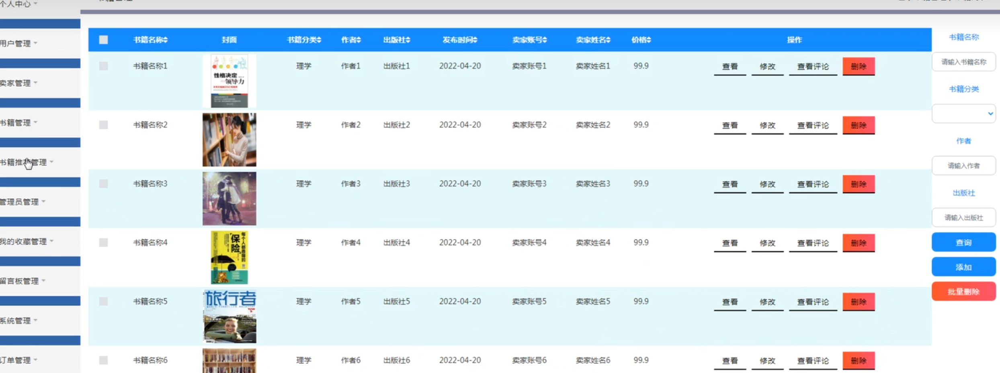 个人中心
用户管理
卖家管理
书籍管理
书籍推荐管理
管理员管理
我的收藏管理
留言板管理
系统管理
订单管理
书籍名称 封面 书籍分类 作者 出版社 发布时间 卖家账号 卖家姓名 价格 操作
书籍名称1 理学 作者1 出版社1 2022-04-20 卖家账号1 卖家姓名1 99.9 查看 修改 查看评论 删除
性格决定
领导力
书籍名称2 理学 作者2 出版社2 2022-04-20 卖家账号2 卖家姓名2 99.9 查看 修改 查看评论 删除
书籍名称3 理学 作者3 出版社3 2022-04-20 卖家账号3 卖家姓名3 99.9 查看 修改 查看评论 删除
书籍名称4 理学 作者4 出版社4 2022-04-20 卖家账号4 卖家姓名4 99.9 查看 修改 查看评论 删除
每个人都要懂的
保险
书籍名称5 理学 作者5 出版社5 2022-04-20 卖家账号5 卖家姓名5 99.9 查看 修改 查看评论 删除
旅行者
书籍名称6 理学 作者6 出版社6 2022-04-20 卖家账号6 卖家姓名6 99.9 查看 修改 查看评论 删除
书籍名称
请输入书籍名称
书籍分类
作者
请输入作者
出版社
请输入出版社
查询
添加
批量删除